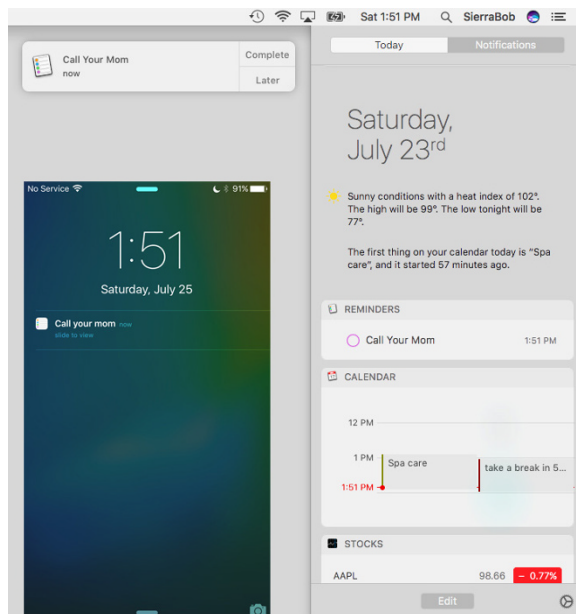 Sat 1:51 PM SierraBob
Call Your Mom
now
Complete
Later
No Service 91%
1:51
Saturday, July 25
Call your mom now
slide to view
Today Notifications
Saturday,
July 23rd
Sunny conditions with a heat index of 102°.
The high will be 99°. The low tonight will be
77°.
The first thing on your calendar today is “Spa
care”, and it started 57 minutes ago.
REMINDERS
Call Your Mom 1:51 PM
CALENDAR
12 PM
1 PM Spa care take a break in 5...
1:51 PM
STOCKS
AAPL 98.66 − 0.77%
Edit